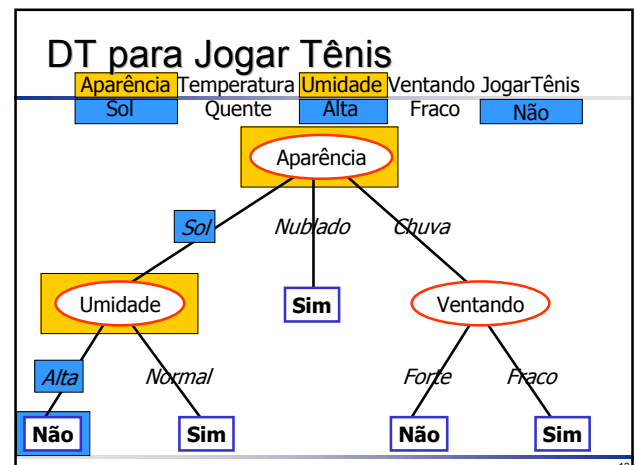 DT para Jogar Tênis
Aparência Temperatura Umidade Ventando JogarTênis
Sol Quente Alta Fraco Não
Aparência
Sol Nublado Chuva
Umidade Sim Ventando
Alta Normal Forte Fraco
Não Sim Não Sim